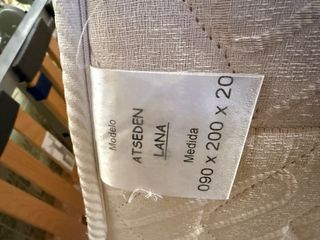 Modelo
ATSEDEN
LANA
Medida
090 x 200 x 20